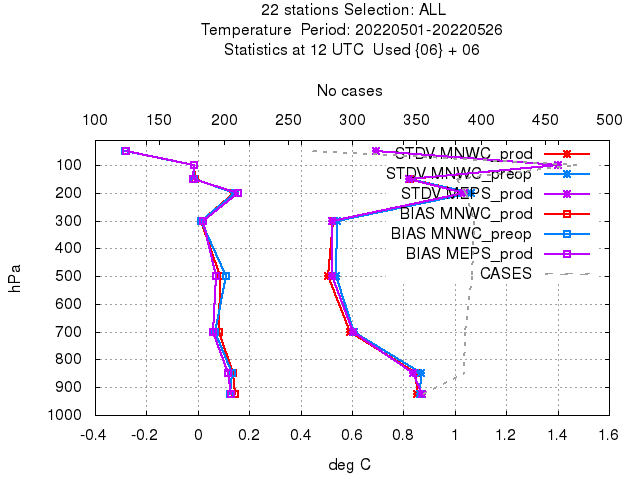 22 stations Selection: ALL
Temperature Period: 20220501-20220526
Statistics at 12 UTC Used {06} + 06
No cases
100 150 200 250 300 350 400 450 500
STDV MNWC_prod
STDV MNWC_preop
STDV MEPS_prod
BIAS MNWC_prod
BIAS MNWC_preop
BIAS MEPS_prod
CASES
hPa
100
200
300
400
500
600
700
800
900
1000
-0.4 -0.2 0 0.2 0.4 0.6 0.8 1 1.2 1.4 1.6
deg C